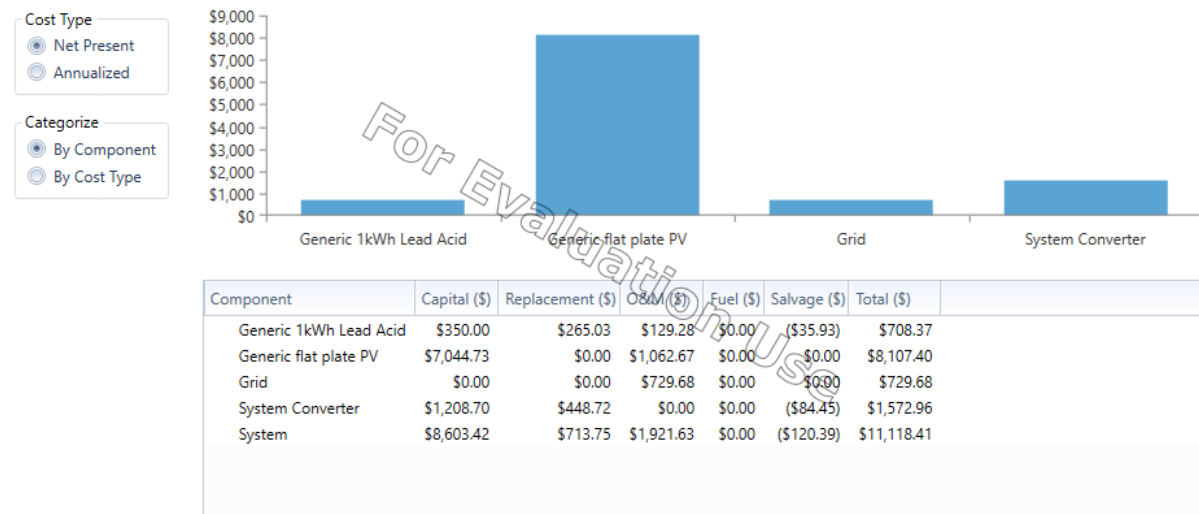 Cost Type
Net Present
Annualized
Categorize
By Component
By Cost Type
$9,000
$8,000
$7,000
$6,000
$5,000
$4,000
$3,000
$2,000
$1,000
$0
Generic 1kWh Lead Acid Generic flat plate PV Grid System Converter
For Evaluation Use
Component Capital ($) Replacement ($) O&M ($) Fuel ($) Salvage ($) Total ($)
Generic 1kWh Lead Acid $350.00 $265.03 $129.28 $0.00 ($35.93) $708.37
Generic flat plate PV $7,044.73 $0.00 $1,062.67 $0.00 $0.00 $8,107.40
Grid $0.00 $0.00 $729.68 $0.00 $0.00 $729.68
System Converter $1,208.70 $448.72 $0.00 $0.00 ($84.45) $1,572.96
System $8,603.42 $713.75 $1,921.63 $0.00 ($120.39) $11,118.41